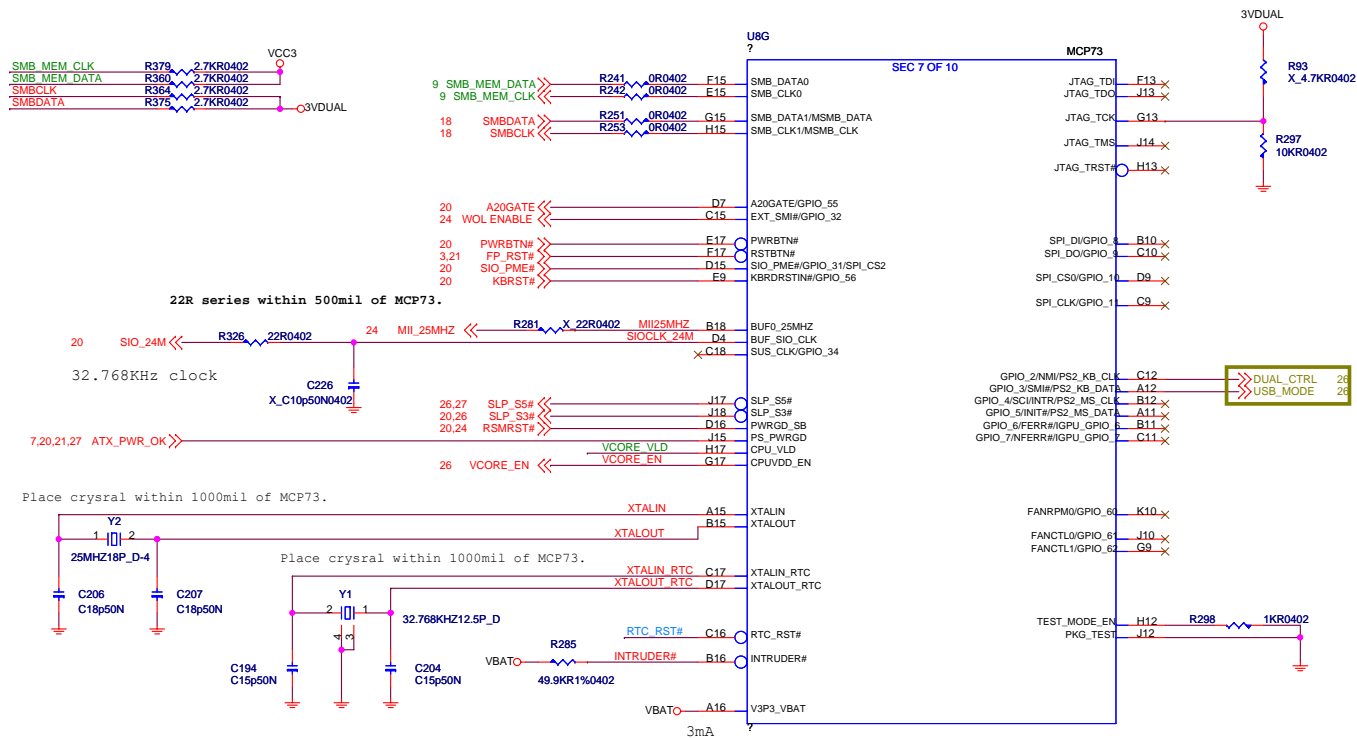 SMB_MEM_CLK R379 2.7KR0402 VCC3
SMB_MEM_DATA R360 2.7KR0402
SMBCLK R364 2.7KR0402
SMBDATA R375 2.7KR0402 3VDUAL
U8G
?
MCP73
SEC 7 OF 10
3VDUAL
R93
X_4.7KR0402
R297
10KR0402
9 SMB_MEM_DATA R241 0R0402 F15 SMB_DATA0
9 SMB_MEM_CLK R242 0R0402 E15 SMB_CLK0
18 SMBDATA R251 0R0402 G15 SMB_DATA1/MSMB_DATA
18 SMBCLK R253 0R0402 H15 SMB_CLK1/MSMB_CLK
JTAG_TDI F13
JTAG_TDO J13
JTAG_TCK G13
JTAG_TMS J14
JTAG_TRST# H13
20 A20GATE D7 A20GATE/GPIO_55
24 WOL ENABLE C15 EXT_SMI#/GPIO_32
20 PWRBTN# E17 PWRBTN#
3,21 FP_RST# F17 RSTBTN#
20 SIO_PME# D15 SIO_PME#/GPIO_31/SPI_CS2
20 KBRST# E9 KBRDRSTIN#/GPIO_56
SPI_DI/GPIO_8 B10
SPI_DO/GPIO_9 C10
SPI_CS0/GPIO_10 D9
SPI_CLK/GPIO_11 C9
22R series within 500mil of MCP73.
24 MII_25MHZ R281 X_22R0402 MII25MHZ B18 BUF0_25MHZ
20 SIO_24M R326 22R0402 SIOCLK_24M D4 BUF_SIO_CLK
C18 SUS_CLK/GPIO_34
32.768KHz clock
C226
X_C10p50N0402
GPIO_2/NMI/PS2_KB_CLK C12 DUAL_CTRL 26
GPIO_3/SMI#/PS2_KB_DATA A12 USB_MODE 26
GPIO_4/SCI/INTR/PS2_MS_CLK B12
GPIO_5/INIT#/PS2_MS_DATA A11
GPIO_6/FERR#/IGPU_GPIO_6 B11
GPIO_7/NFERR#/IGPU_GPIO_7 C11
26,27 SLP_S5# J17 SLP_S5#
20,26 SLP_S3# J18 SLP_S3#
20,24 RSMRST# D16 PWRGD_SB
7,20,21,27 ATX_PWR_OK J15 PS_PWRGD
VCORE_VLD H17 CPU_VLD
26 VCORE_EN VCORE_EN G17 CPUVDD_EN
Place crysral within 1000mil of MCP73.
XTALIN A15 XTALIN
XTALOUT B15 XTALOUT
Y2
1 2
25MHZ18P_D-4
C206
C18p50N
C207
C18p50N
FANRPM0/GPIO_60 K10
FANCTL0/GPIO_61 J10
FANCTL1/GPIO_62 G9
Place crysral within 1000mil of MCP73.
XTALIN_RTC C17 XTALIN_RTC
XTALOUT_RTC D17 XTALOUT_RTC
Y1
2 1
4 3
32.768KHZ12.5P_D
C194
C15p50N
C204
C15p50N
RTC_RST# C16 RTC_RST#
VBAT R285 INTRUDER# B16 INTRUDER#
49.9KR1%0402
TEST_MODE_EN H12 R298 1KR0402
PKG_TEST J12
VBAT A16 V3P3_VBAT
3mA
?